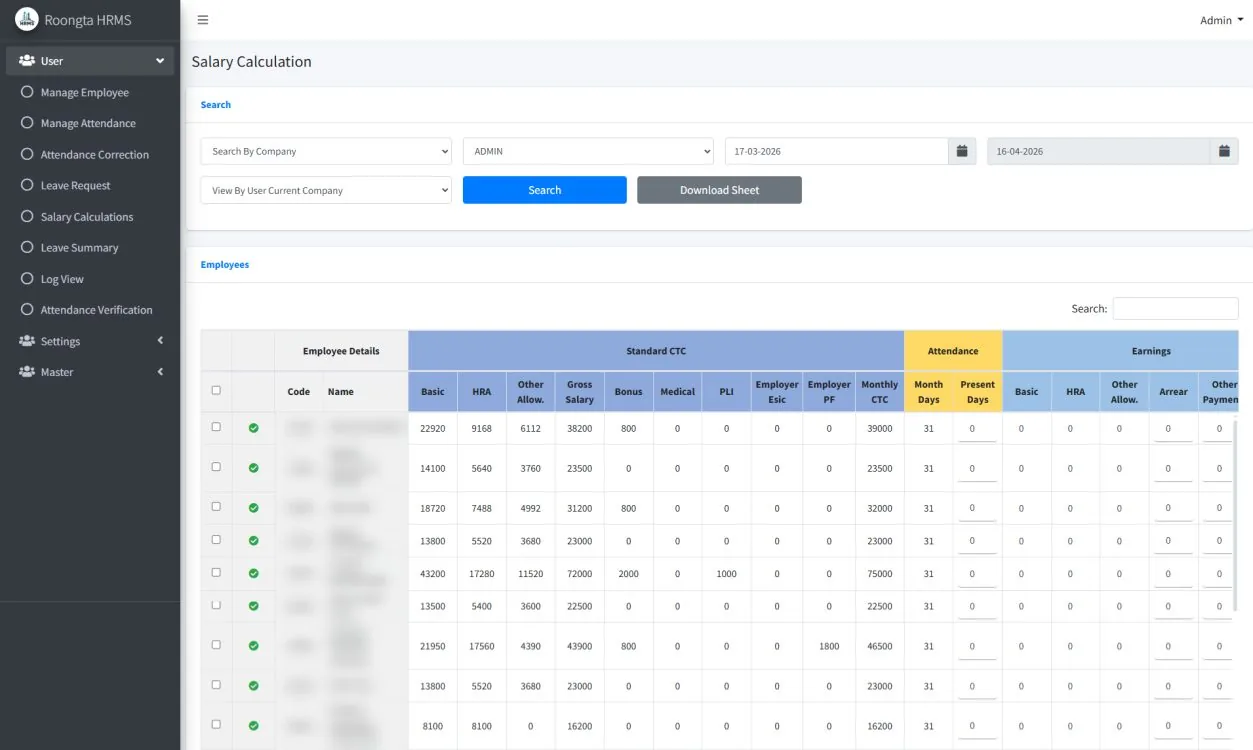 HRMS Roongta HRMS
Admin
User
Manage Employee
Manage Attendance
Attendance Correction
Leave Request
Salary Calculations
Leave Summary
Log View
Attendance Verification
Settings
Master
Salary Calculation
Search
Search By Company ADMIN 17-03-2026 16-04-2026
View By User Current Company Search Download Sheet
Employees
Search:
Employee Details Standard CTC Attendance Earnings
Code Name Basic HRA Other Allow. Gross Salary Bonus Medical PLI Employer Esic Employer PF Monthly CTC Month Days Present Days Basic HRA Other Allow. Arrear Other Paymen
22920 9168 6112 38200 800 0 0 0 0 39000 31 0 0 0 0 0 0
14100 5640 3760 23500 0 0 0 0 0 23500 31 0 0 0 0 0 0
18720 7488 4992 31200 800 0 0 0 0 32000 31 0 0 0 0 0 0
13800 5520 3680 23000 0 0 0 0 0 23000 31 0 0 0 0 0 0
43200 17280 11520 72000 2000 0 1000 0 0 75000 31 0 0 0 0 0 0
13500 5400 3600 22500 0 0 0 0 0 22500 31 0 0 0 0 0 0
21950 17560 4390 43900 800 0 0 0 1800 46500 31 0 0 0 0 0 0
13800 5520 3680 23000 0 0 0 0 0 23000 31 0 0 0 0 0 0
8100 8100 0 16200 0 0 0 0 0 16200 31 0 0 0 0 0 0